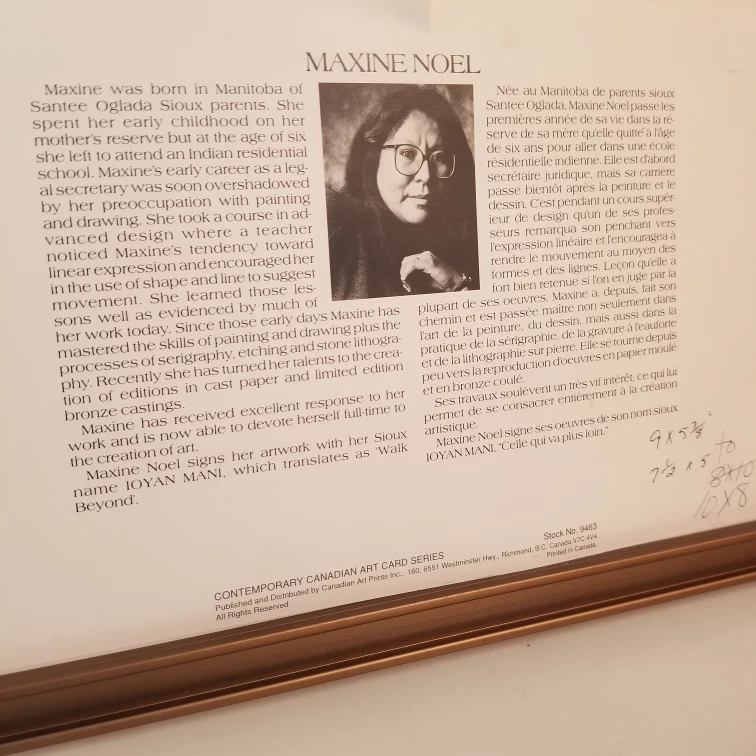 MAXINE NOEL
Maxine was born in Manitoba of
Santee Oglada Sioux parents. She
spent her early childhood on her
mother's reserve but at the age of six
she left to attend an Indian residential
school. Maxine's early career as a leg-
al secretary was soon overshadowed
by her preoccupation with painting
and drawing. She took a course in ad-
vanced design where a teacher
noticed Maxine's tendency toward
linear expression and encouraged her
in the use of shape and line to suggest
movement. She learned those les-
sons well as evidenced by much of
her work today. Since those early days Maxine has
mastered the skills of painting and drawing plus the
processes of serigraphy, etching and stone lithogra-
phy. Recently she has turned her talents to the crea-
tion of editions in cast paper and limited edition
bronze castings.
Maxine has received excellent response to her
work and is now able to devote herself full-time to
the creation of art.
Maxine Noel signs her artwork with her Sioux
name IOYAN MANI, which translates as 'Walk
Beyond'.
Née au Manitoba de parents sioux
Santee Oglada, Maxine Noel passe les
premières année de sa vie dans la ré-
serve de sa mère qu'elle quitte à l'âge
de six ans pour aller dans une école
résidentielle indienne. Elle est d'abord
secrétaire juridique, mais sa carrière
passe bientôt après la peinture et le
dessin. C'est pendant un cours supér-
ieur de design qu'un de ses profes-
seurs remarqua son penchant vers
l'expression linéaire et l'encouragea à
rendre le mouvement au moyen des
formes et des lignes. Leçon qu'elle a
fort bien retenue si l'on en juge par la
plupart de ses oeuvres. Maxine a, depuis, fait son
chemin et est passée maître non seulement dans
l'art de la peinture, du dessin, mais aussi dans la
pratique de la sérigraphie, de la gravure à l'eauforte
et de la lithographie sur pierre. Elle se tourne depuis
peu vers la reproduction d'oeuvres en papier moulé
et en bronze coulé.
Ses travaux soulèvent un très vif intérêt, ce qui lui
permet de se consacrer entièrement à la création
artistique.
Maxine Noel signe ses oeuvres de son nom sioux
IOYAN MANI, "Celle qui va plus loin."
9 x 5 3/8
7 1/2 x 5 to
8x10
10x8
CONTEMPORARY CANADIAN ART CARD SERIES
Stock No. 9463
Published and Distributed by Canadian Art Prints Inc., 160, 6551 Westminster Hwy., Richmond, B.C. Canada V7C 4V4
All Rights Reserved
Printed in Canada.